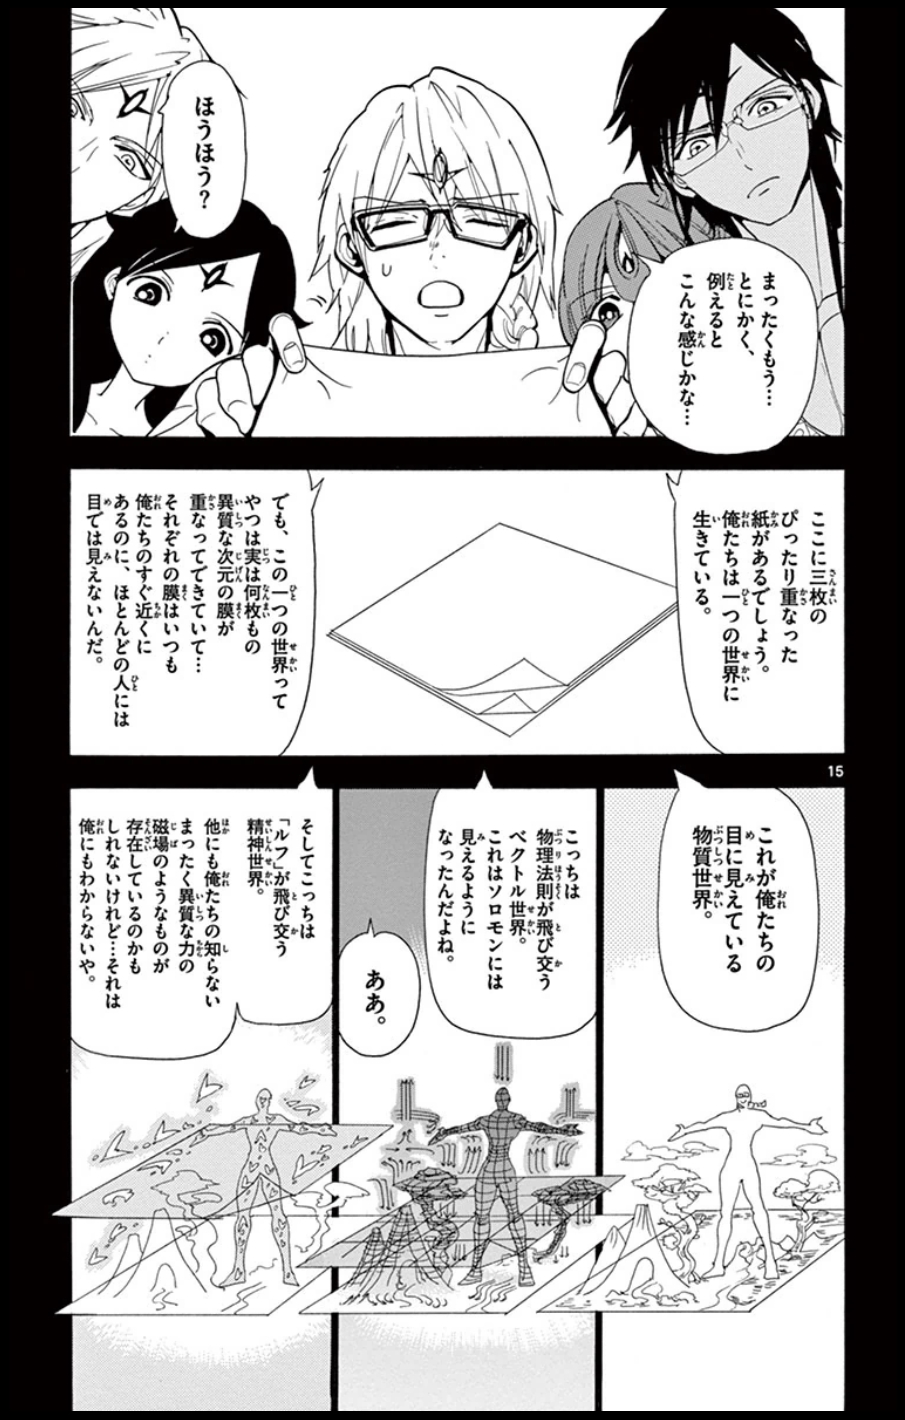 ほうほう？
まったくもう…
とにかく、
例えると
こんな感じかな…
ここに三枚の
ぴったり重なった
紙があるでしょう。
俺たちは一つの世界に
生きている。
でも、この一つの世界って
やつは実は何枚もの
異質な次元の膜が
重なってできていて…
それぞれの膜はいつも
俺たちのすぐ近くに
あるのに、ほとんどの人には
目では見えないんだ。
15
これが俺たちの
目に見えている
物質世界。
こっちは
物理法則が飛び交う
ベクトル世界。
これはソロモンには
見えるように
なったんだよね。
ああ。
そしてこっちは
「ルフ」が飛び交う
精神世界。
他にも俺たちの知らない
まったく異質な力の
磁場のようなものが
存在しているのかも
しれないけれど…それは
俺にもわからないや。